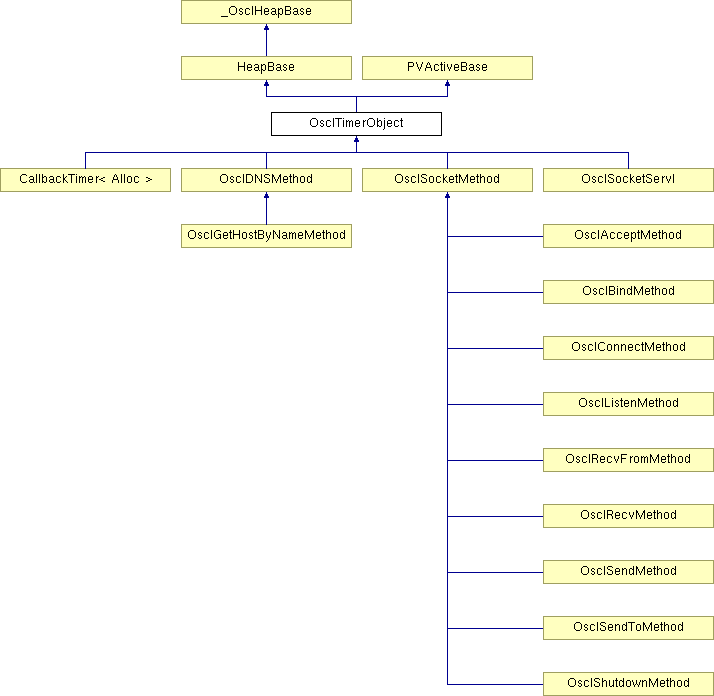 _OsclHeapBase
HeapBase
PVActiveBase
OsclTimerObject
CallbackTimer< Alloc >
OsclDNSMethod
OsclSocketMethod
OsclSocketServI
OsclGetHostByNameMethod
OsclAcceptMethod
OsclBindMethod
OsclConnectMethod
OsclListenMethod
OsclRecvFromMethod
OsclRecvMethod
OsclSendMethod
OsclSendToMethod
OsclShutdownMethod